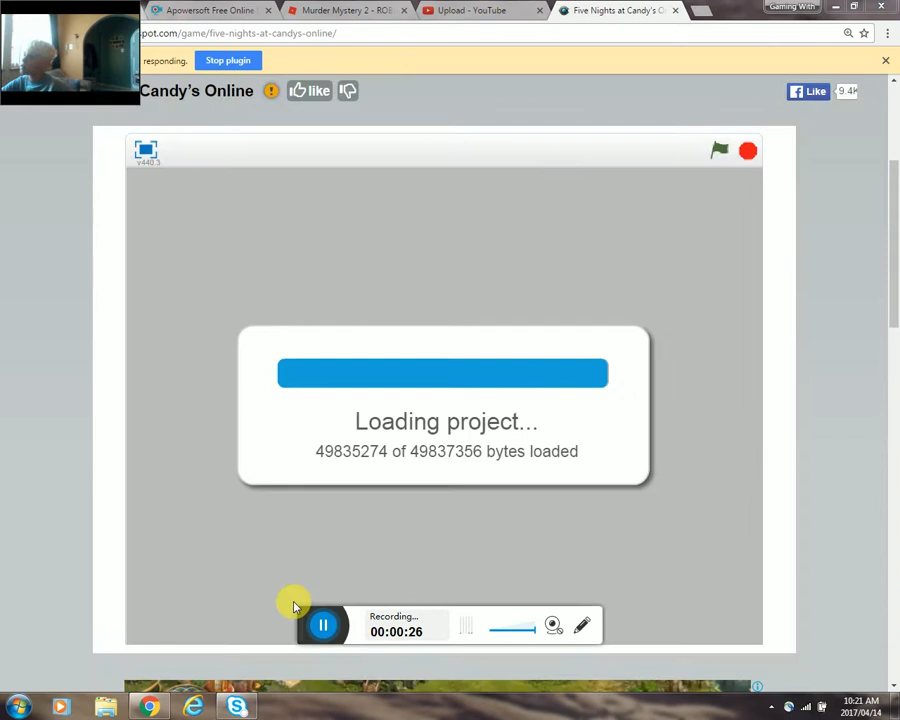 Gaming With
Apowersoft Free Online
Murder Mystery 2 - ROB
Upload - YouTube
Five Nights at Candy's O
spot.com/game/five-nights-at-candys-online/
responding.
Stop plugin
Candy's Online
like
Like
9.4K
v440.3
Loading project...
49835274 of 49837356 bytes loaded
Recording...
00:00:26
10:21 AM
2017/04/14